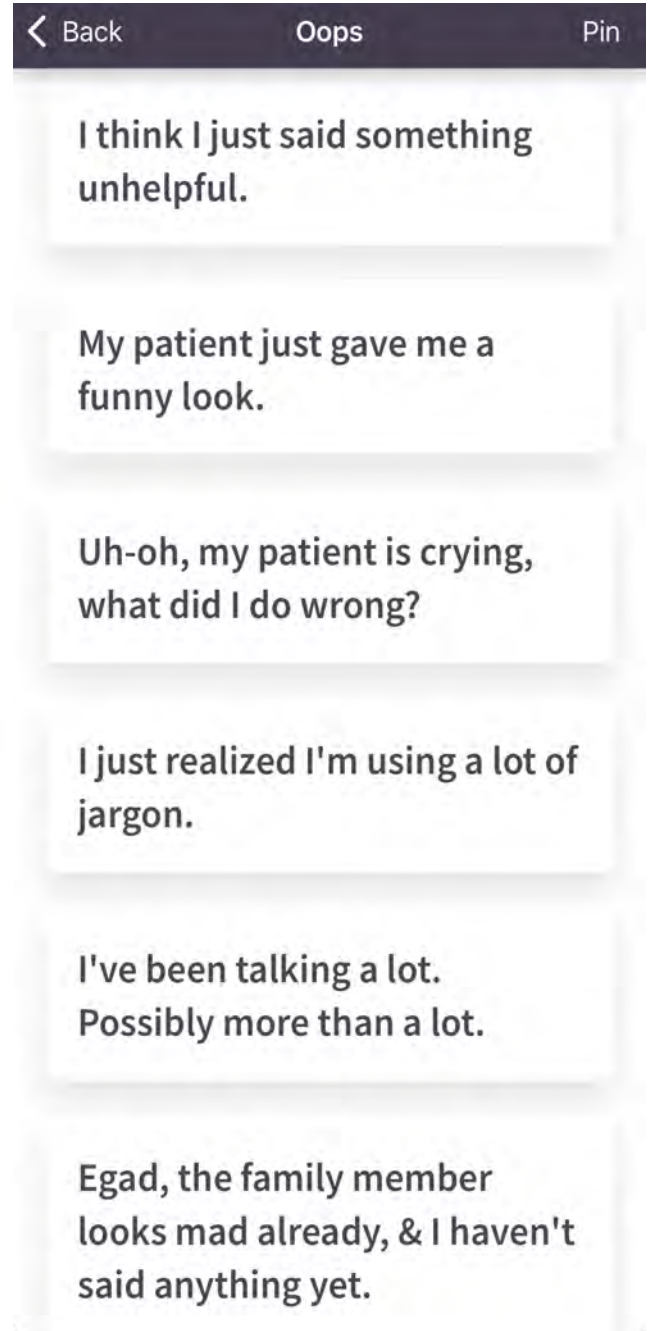 Back Oops Pin
I think I just said something
unhelpful.
My patient just gave me a
funny look.
Uh-oh, my patient is crying,
what did I do wrong?
I just realized I'm using a lot of
jargon.
I've been talking a lot.
Possibly more than a lot.
Egad, the family member
looks mad already, & I haven't
said anything yet.